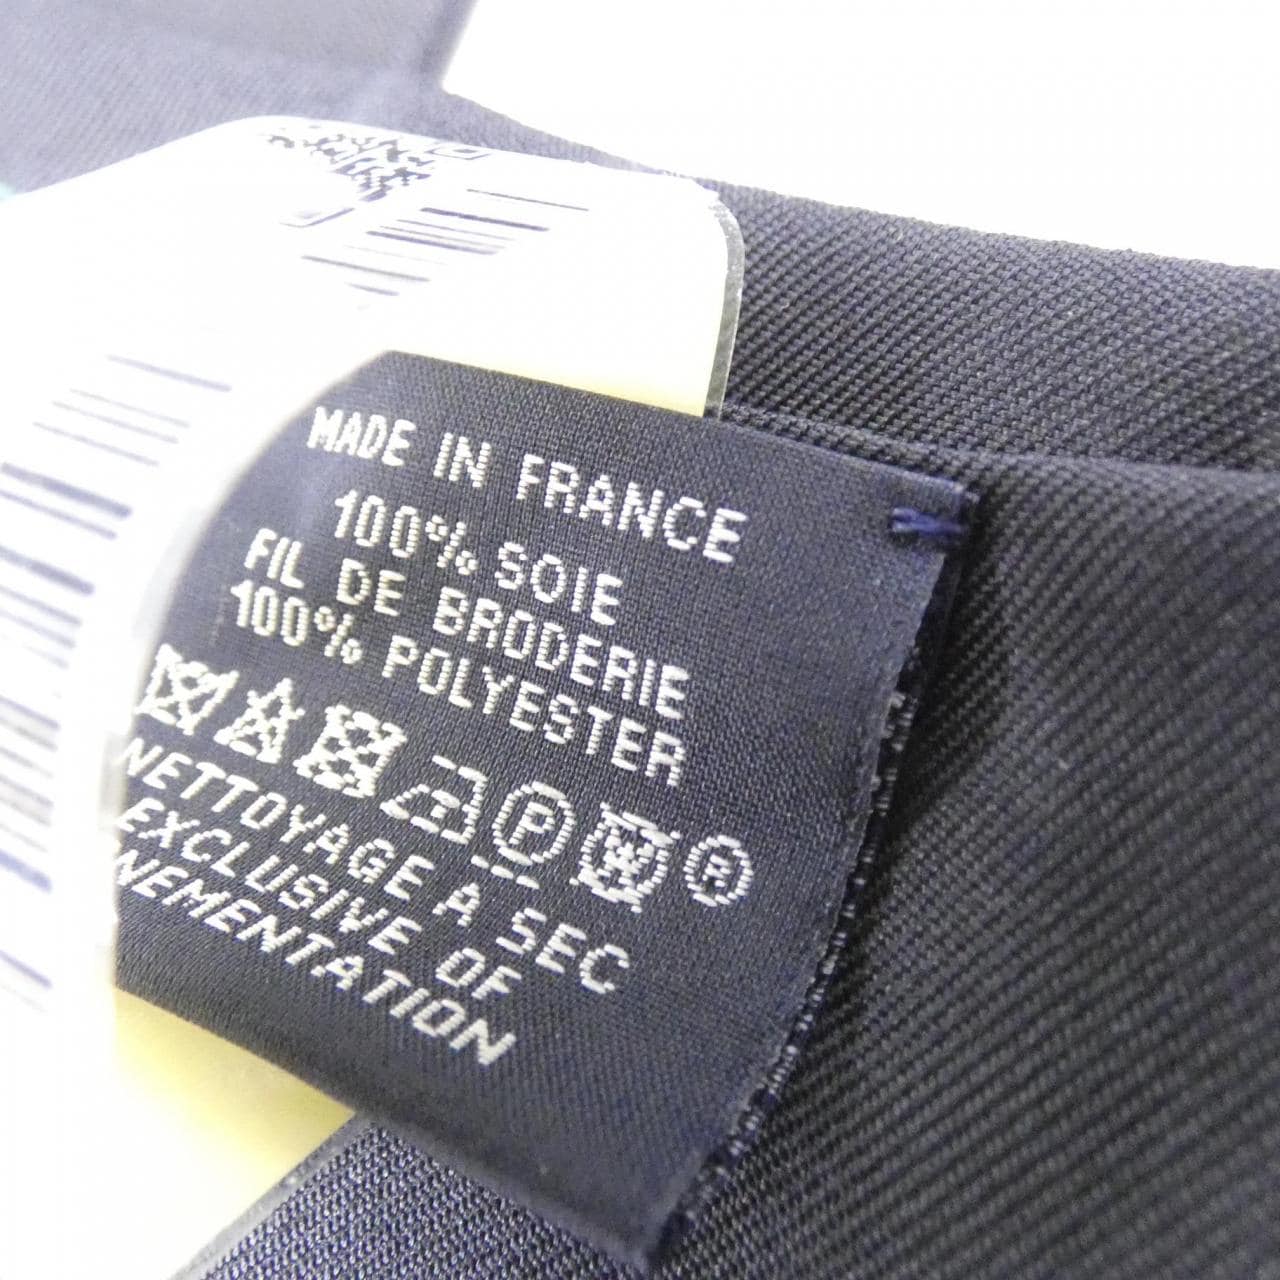 MADE IN FRANCE
100% SOIE
FIL DE BRODERIE
100% POLYESTER
P
R
NETTOYAGE A SEC
EXCLUSIVE OF
NEMENTATION